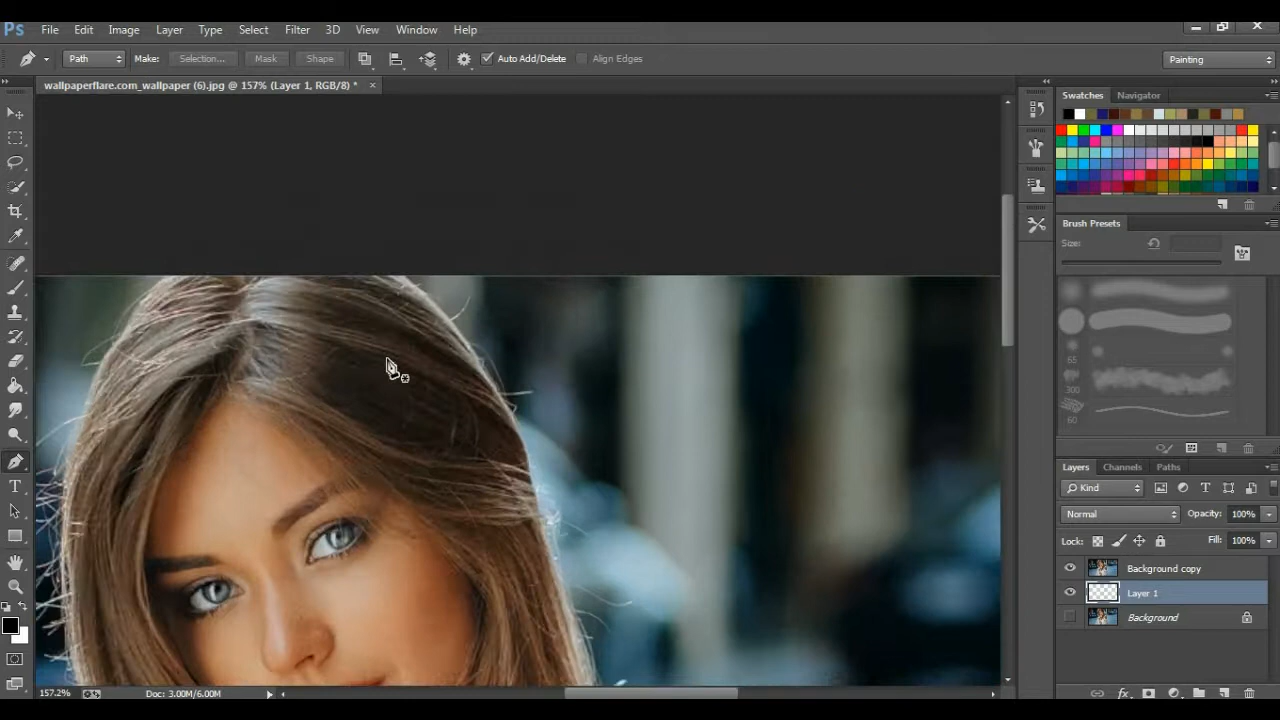 Ps File Edit Image Layer Type Select Filter 3D View Window Help
Path Make: Selection... Mask Shape Auto Add/Delete Align Edges Painting
wallpaperflare.com_wallpaper (6).jpg @ 157% (Layer 1, RGB/8) *
Swatches Navigator
Brush Presets
Size:
65
300
60
Layers Channels Paths
Kind
Normal Opacity: 100%
Lock: Fill: 100%
Background copy
Layer 1
Background
157.2% Doc: 3.00M/6.00M